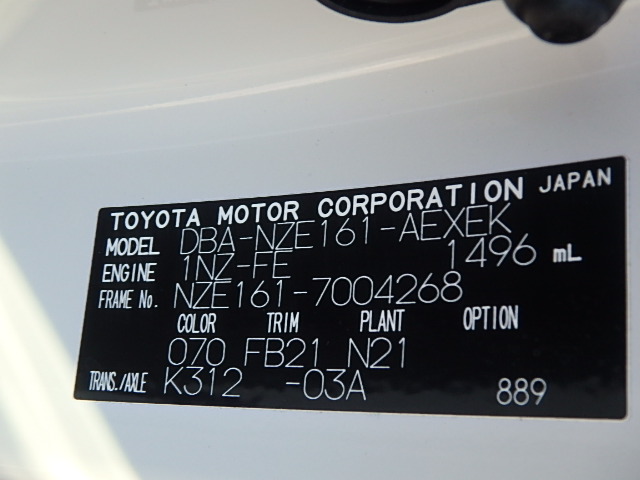 TOYOTA MOTOR CORPORATION JAPAN
MODEL DBA-NZE161-AEXEK
ENGINE 1NZ-FE 1496 mL
FRAME No. NZE161-7004268
COLOR TRIM PLANT OPTION
070 FB21 N21
TRANS./AXLE K312 -03A 889